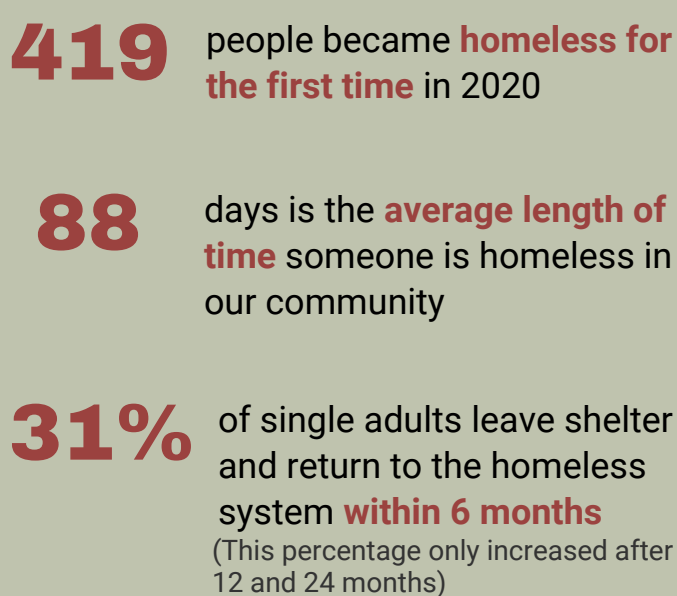 419 people became homeless for
the first time in 2020
88 days is the average length of
time someone is homeless in
our community
31% of single adults leave shelter
and return to the homeless
system within 6 months
(This percentage only increased after
12 and 24 months)